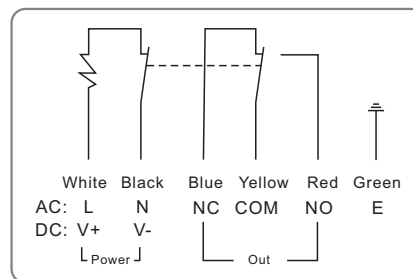 White Black Blue Yellow Red Green
AC: L N NC COM NO E
DC: V+ V-
Power Out